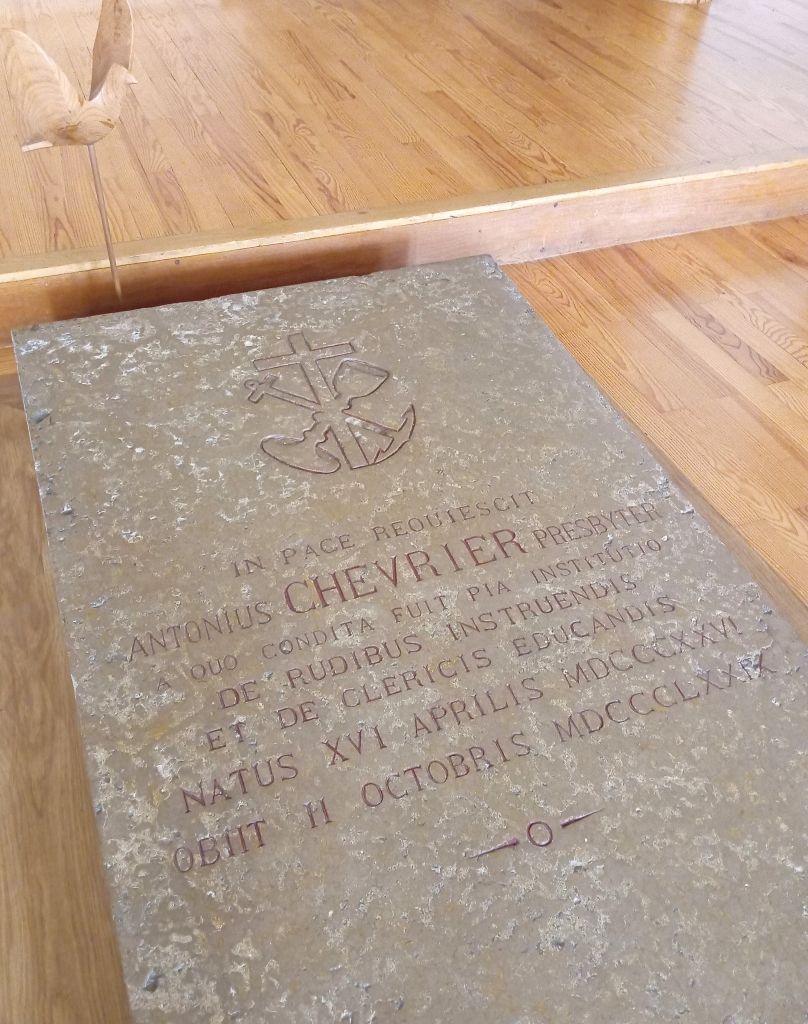 IN PACE REQUIESCIT
ANTONIUS CHEVRIER PRESBYTER
A QUO CONDITA FUIT PIA INSTITUTIO
DE RUDIBUS INSTRUENDIS
ET DE CLERICIS EDUCANDIS
NATUS XVI APRILIS MDCCCXXVI
OBIIT II OCTOBRIS MDCCCLXXIX